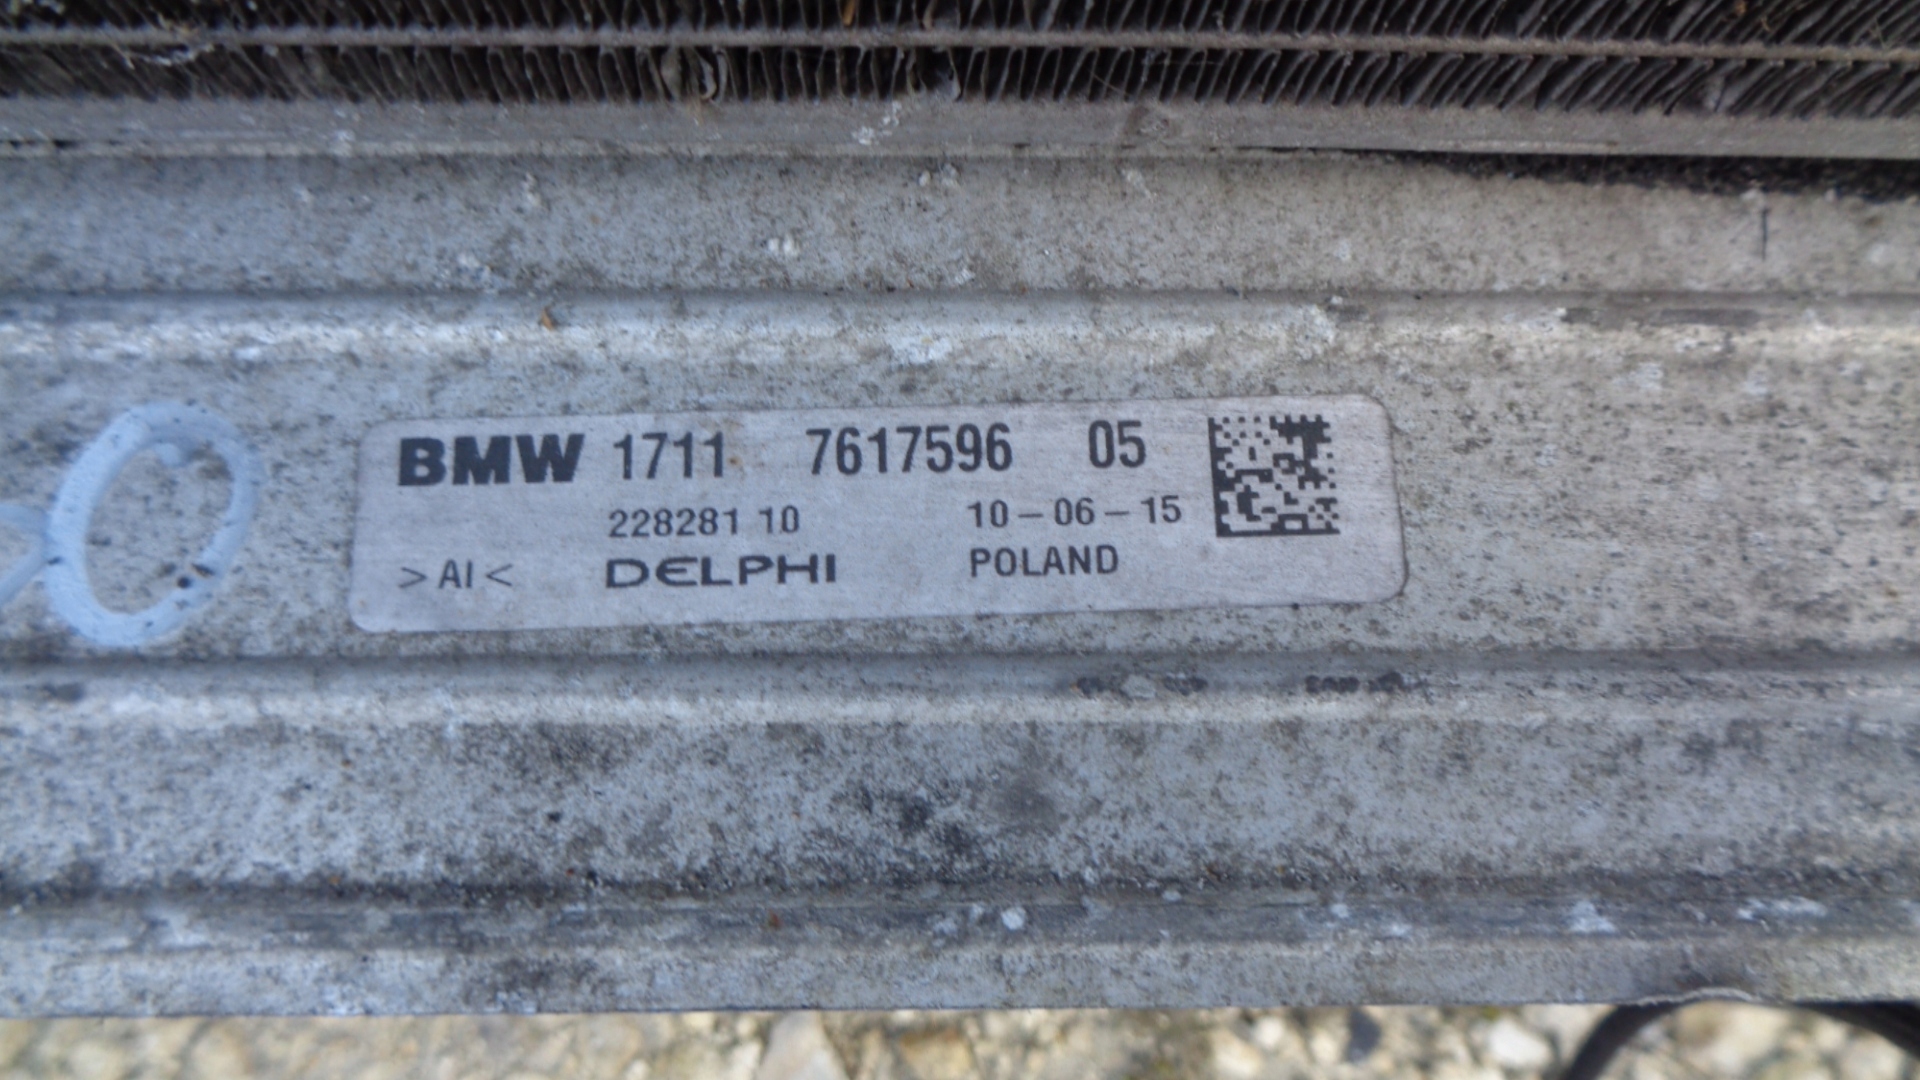 BMW 1711 7617596 05
228281 10 10-06-15
>Al< DELPHI POLAND